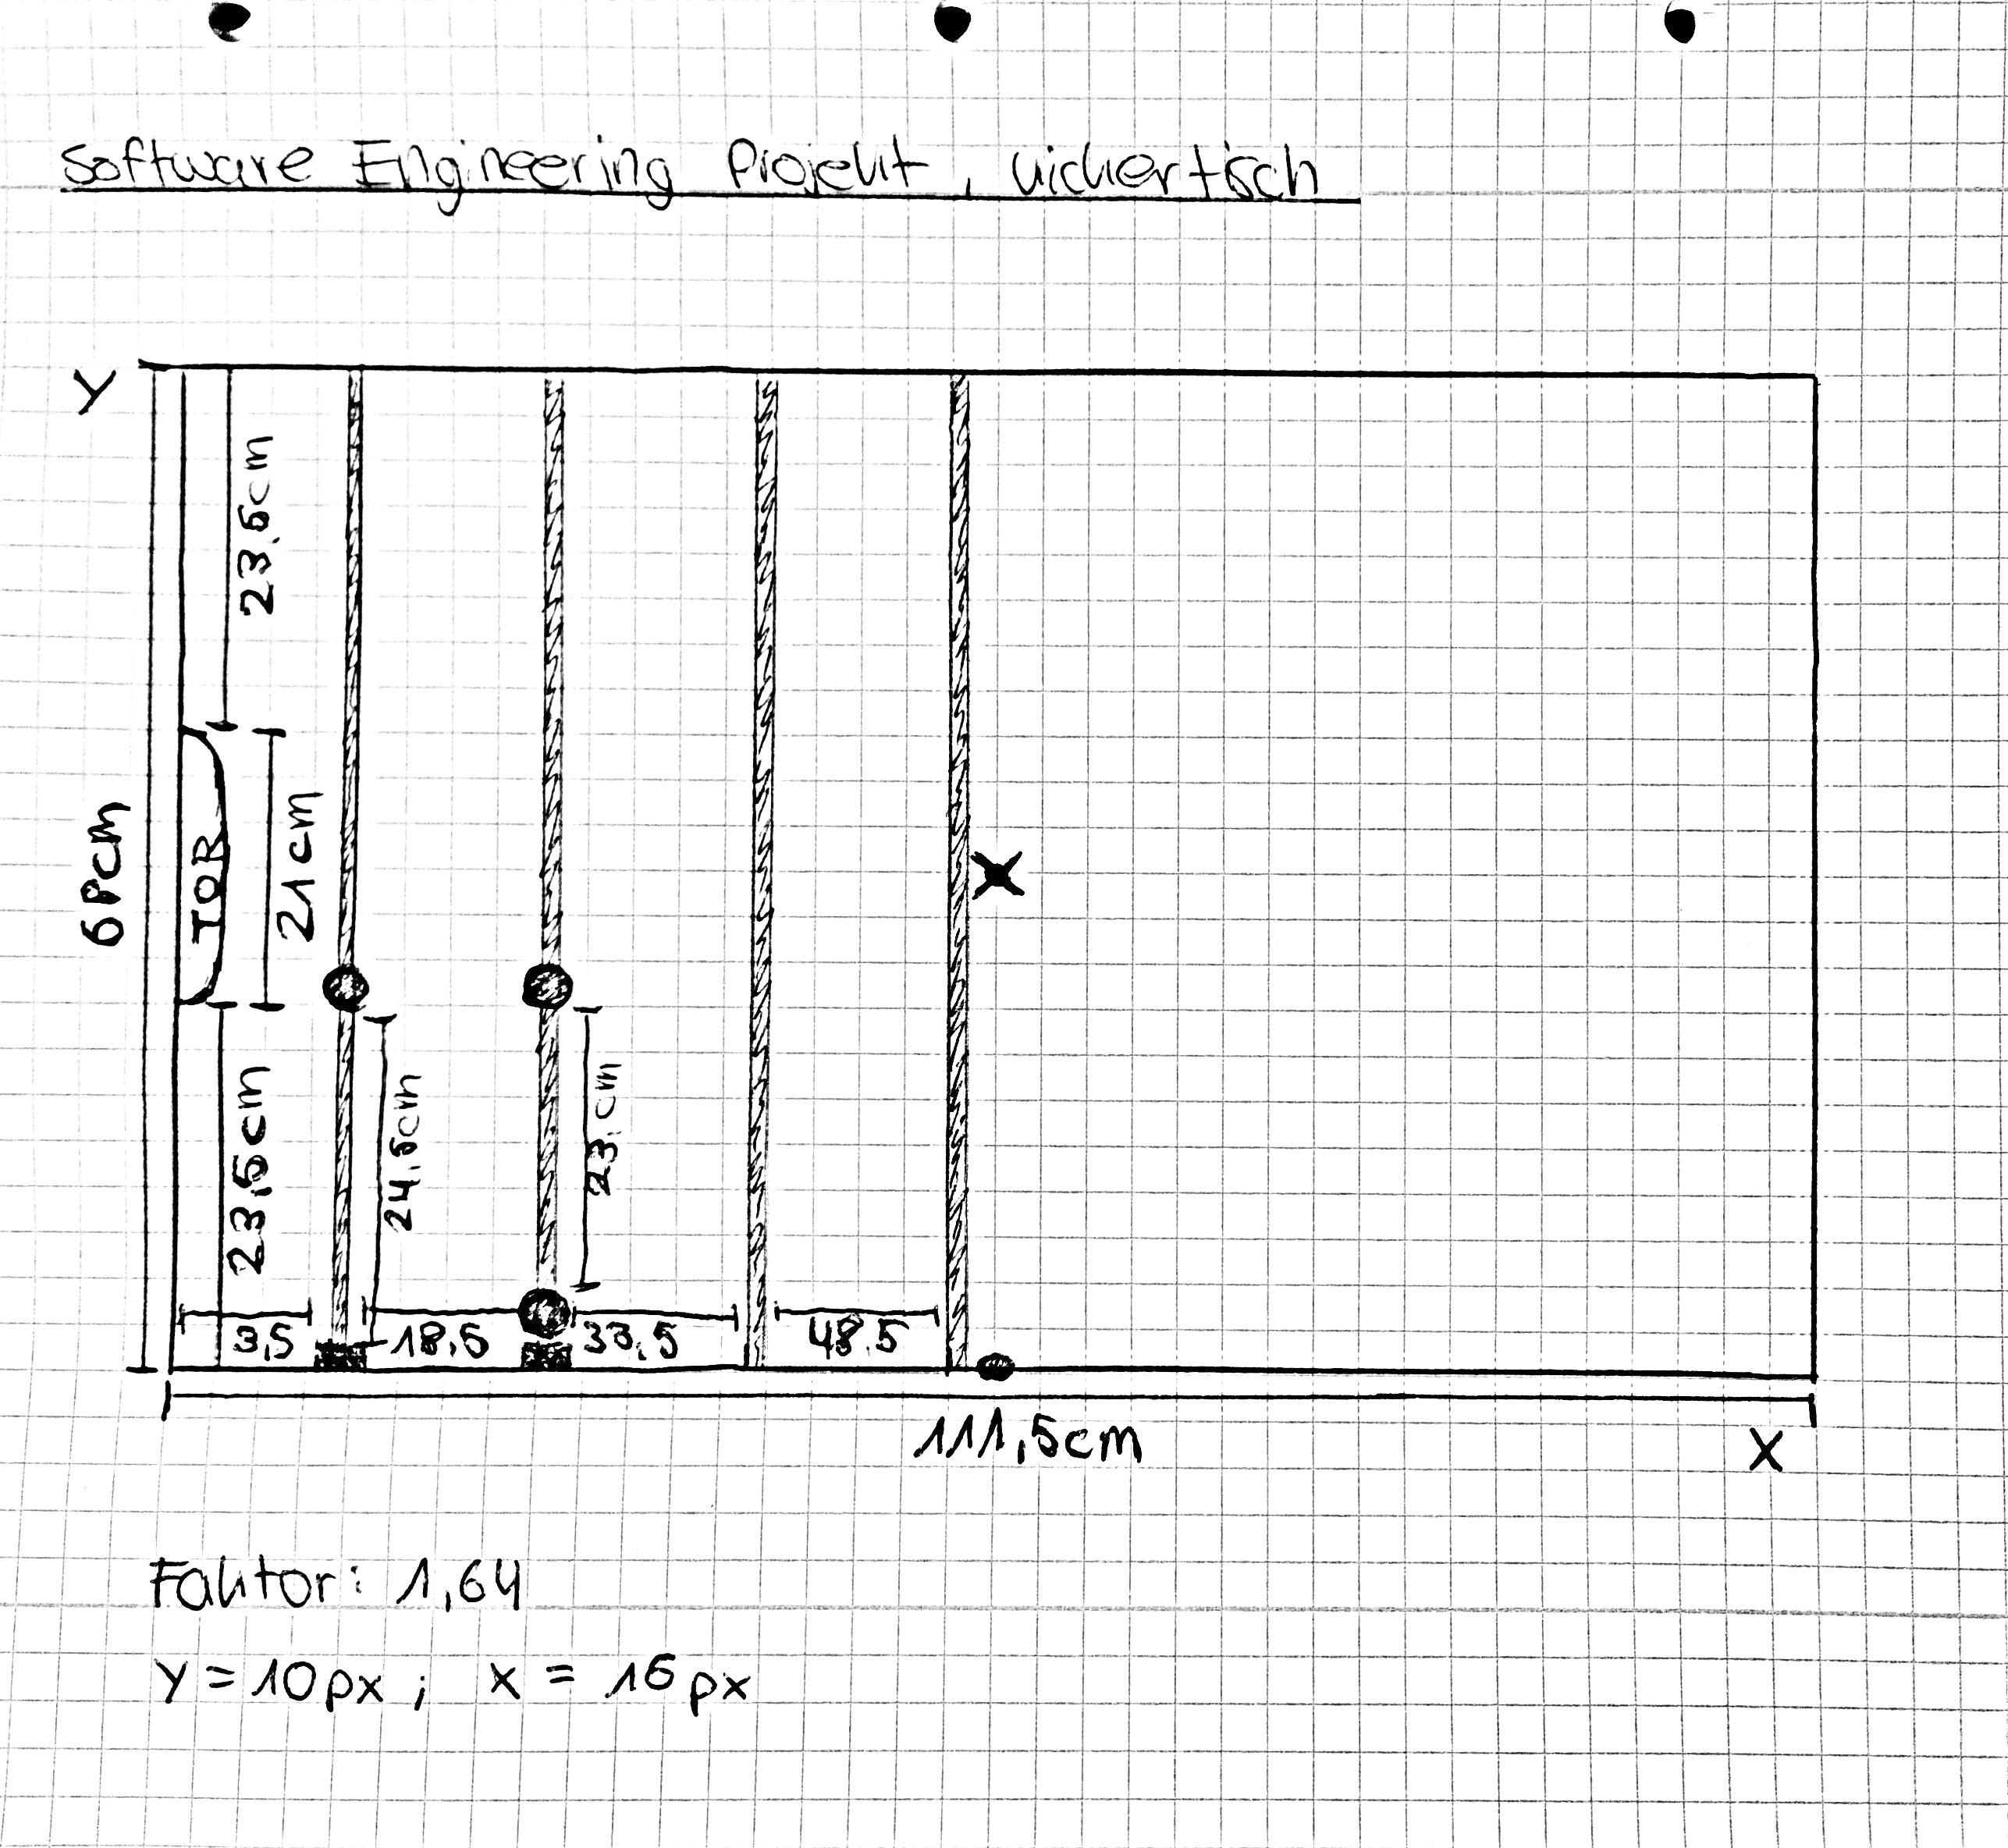 Software Engineering Projekt, Kickertisch
Y
23,5cm
TOR
21cm
68cm
23,5cm
24,5cm
23cm
3,5
18,5
33,5
48,5
111,5cm
X
Faktor: 1,64
Y = 10px; X = 16px